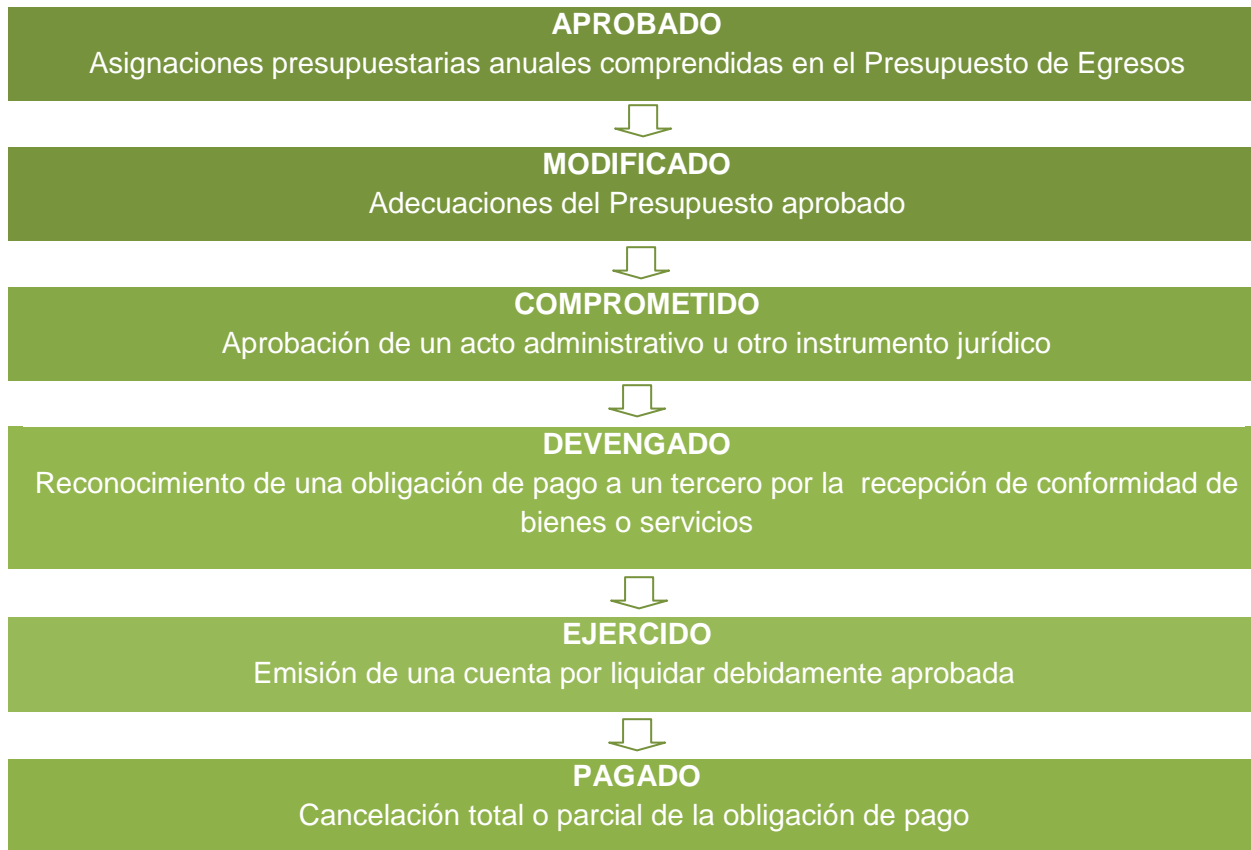 APROBADO
Asignaciones presupuestarias anuales comprendidas en el Presupuesto de Egresos
MODIFICADO
Adecuaciones del Presupuesto aprobado
COMPROMETIDO
Aprobación de un acto administrativo u otro instrumento jurídico
DEVENGADO
Reconocimiento de una obligación de pago a un tercero por la recepción de conformidad de
bienes o servicios
EJERCIDO
Emisión de una cuenta por liquidar debidamente aprobada
PAGADO
Cancelación total o parcial de la obligación de pago